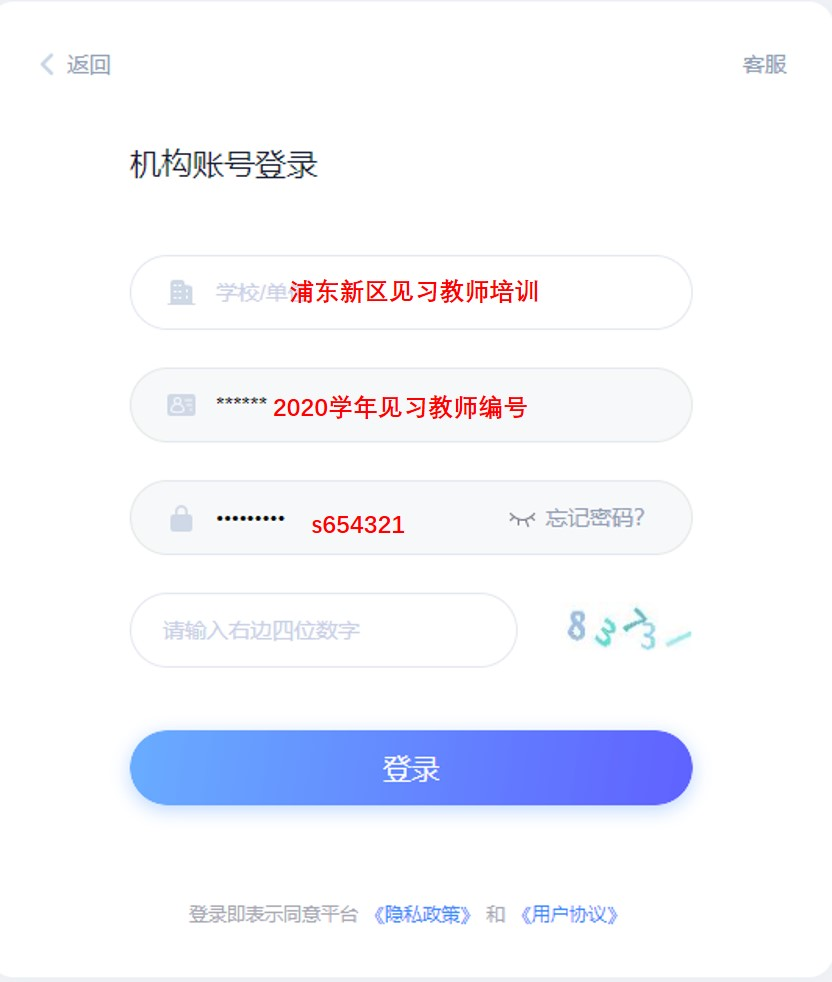 返回
客服
机构账号登录
学校/单 浦东新区见习教师培训
****** 2020学年见习教师编号
••••••••• s654321 忘记密码?
请输入右边四位数字
登录
登录即表示同意平台 《隐私政策》 和 《用户协议》